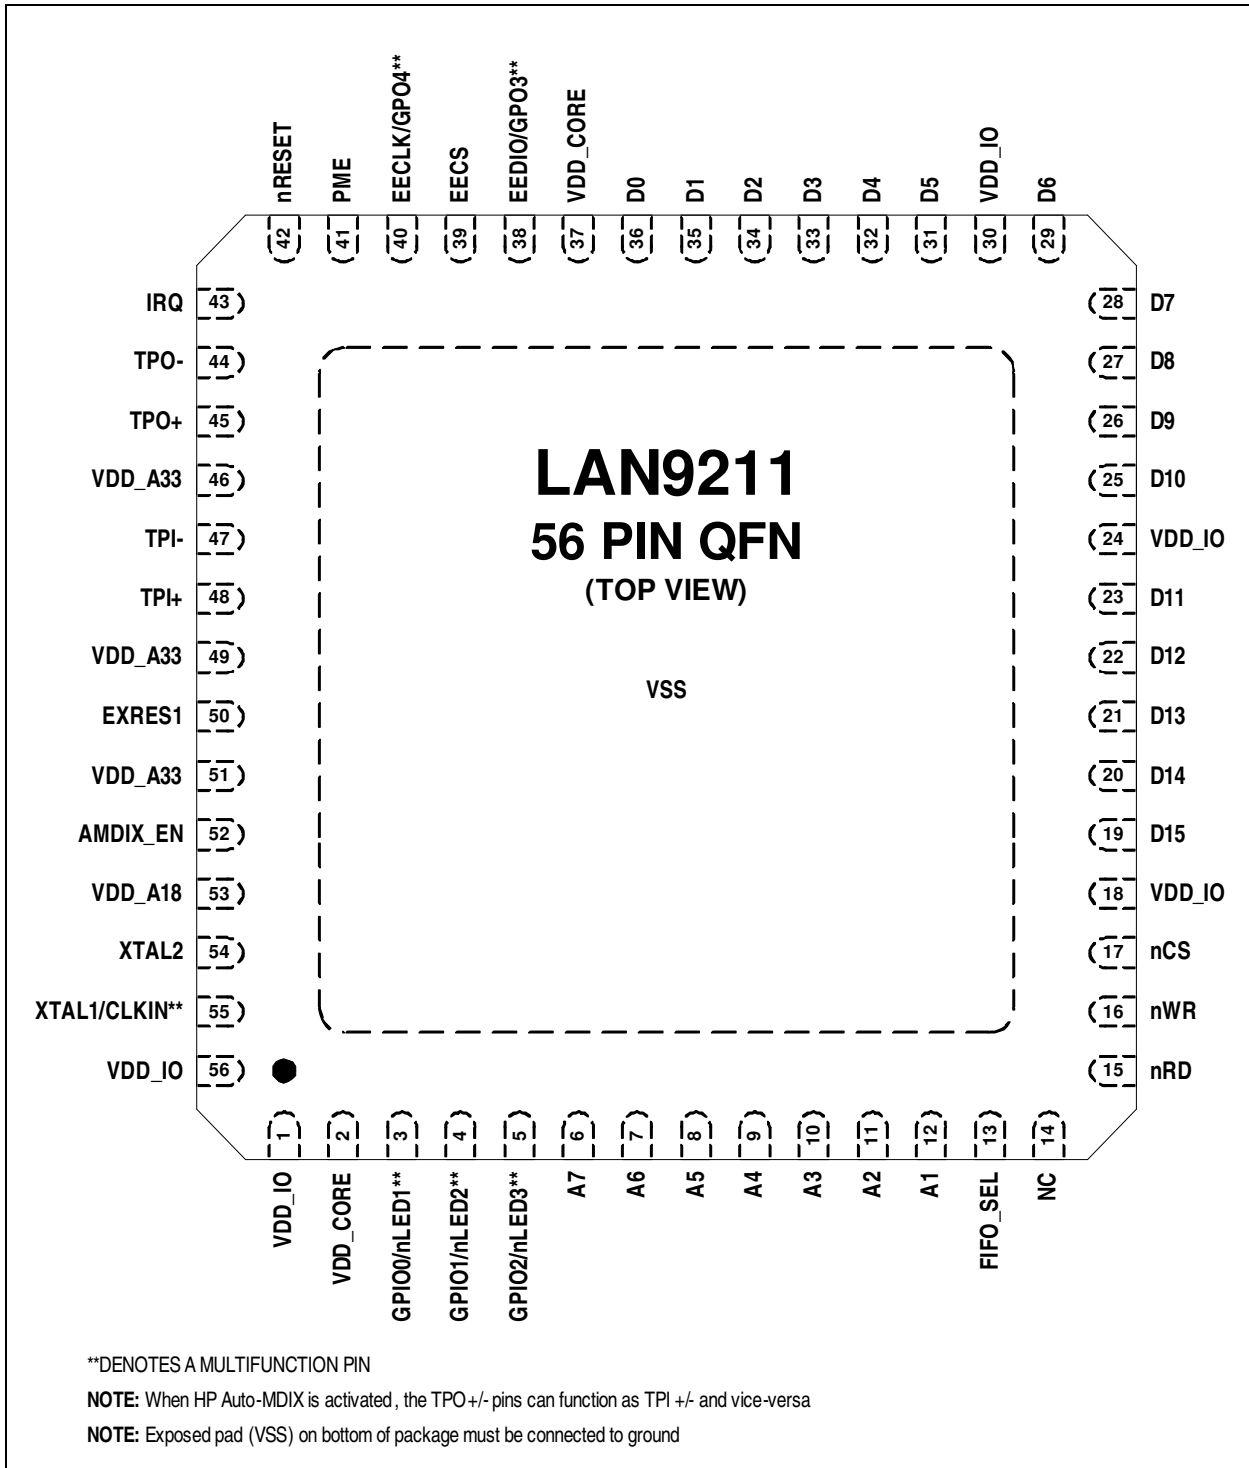 nRESET
PME
EECLK/GPO4**
EECS
EEDIO/GPO3**
VDD_CORE
D0
D1
D2
D3
D4
D5
VDD_IO
D6
42
41
40
39
38
37
36
35
34
33
32
31
30
29
IRQ 43
TPO- 44
TPO+ 45
VDD_A33 46
TPI- 47
TPI+ 48
VDD_A33 49
EXRES1 50
VDD_A33 51
AMDIX_EN 52
VDD_A18 53
XTAL2 54
XTAL1/CLKIN** 55
VDD_IO 56
LAN9211
56 PIN QFN
(TOP VIEW)
VSS
28 D7
27 D8
26 D9
25 D10
24 VDD_IO
23 D11
22 D12
21 D13
20 D14
19 D15
18 VDD_IO
17 nCS
16 nWR
15 nRD
1
2
3
4
5
6
7
8
9
10
11
12
13
14
VDD_IO
VDD_CORE
GPIO0/nLED1**
GPIO1/nLED2**
GPIO2/nLED3**
A7
A6
A5
A4
A3
A2
A1
FIFO_SEL
NC
**DENOTES A MULTIFUNCTION PIN
NOTE: When HP Auto-MDIX is activated, the TPO+/- pins can function as TPI +/- and vice-versa
NOTE: Exposed pad (VSS) on bottom of package must be connected to ground